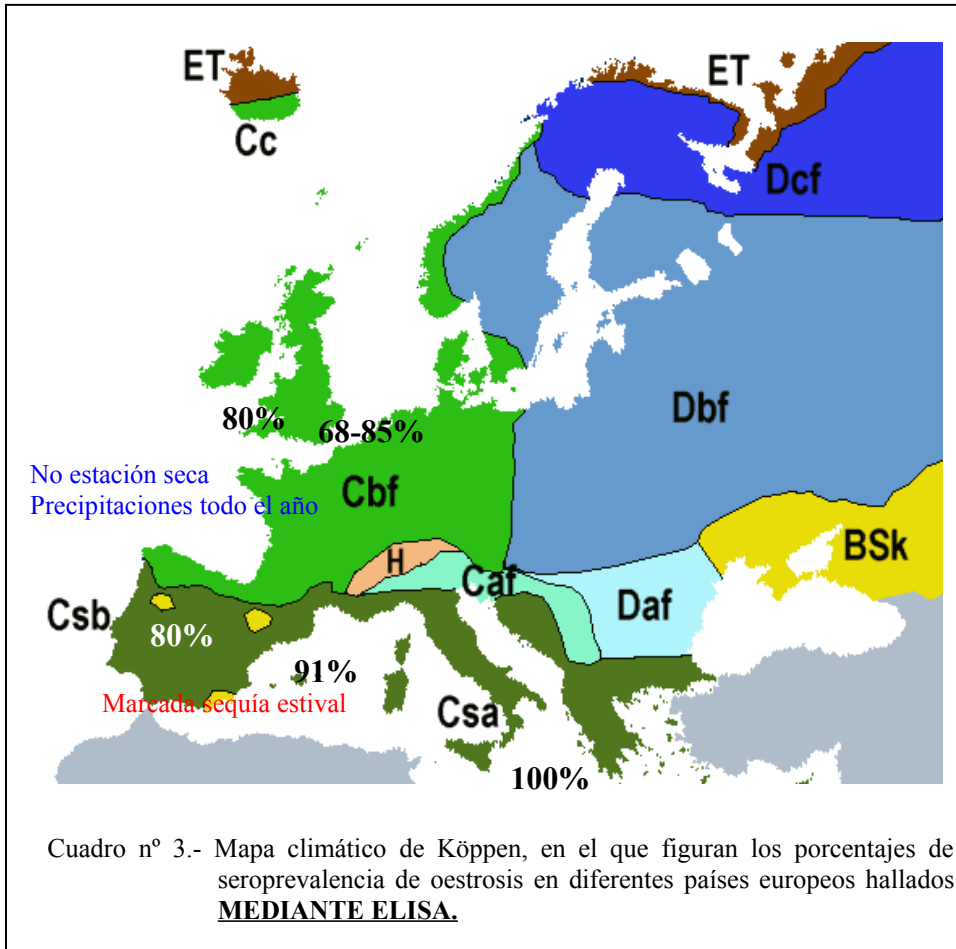 ET
ET
Cc
Dcf
Dbf
80%
68-85%
No estación seca
Cbf
Precipitaciones todo el año
BSk
H
Caf
Daf
Csb
80%
91%
Marcada sequía estival
Csa
100%
Cuadro nº 3.- Mapa climático de Köppen, en el que figuran los porcentajes de
seroprevalencia de oestrosis en diferentes países europeos hallados
MEDIANTE ELISA.